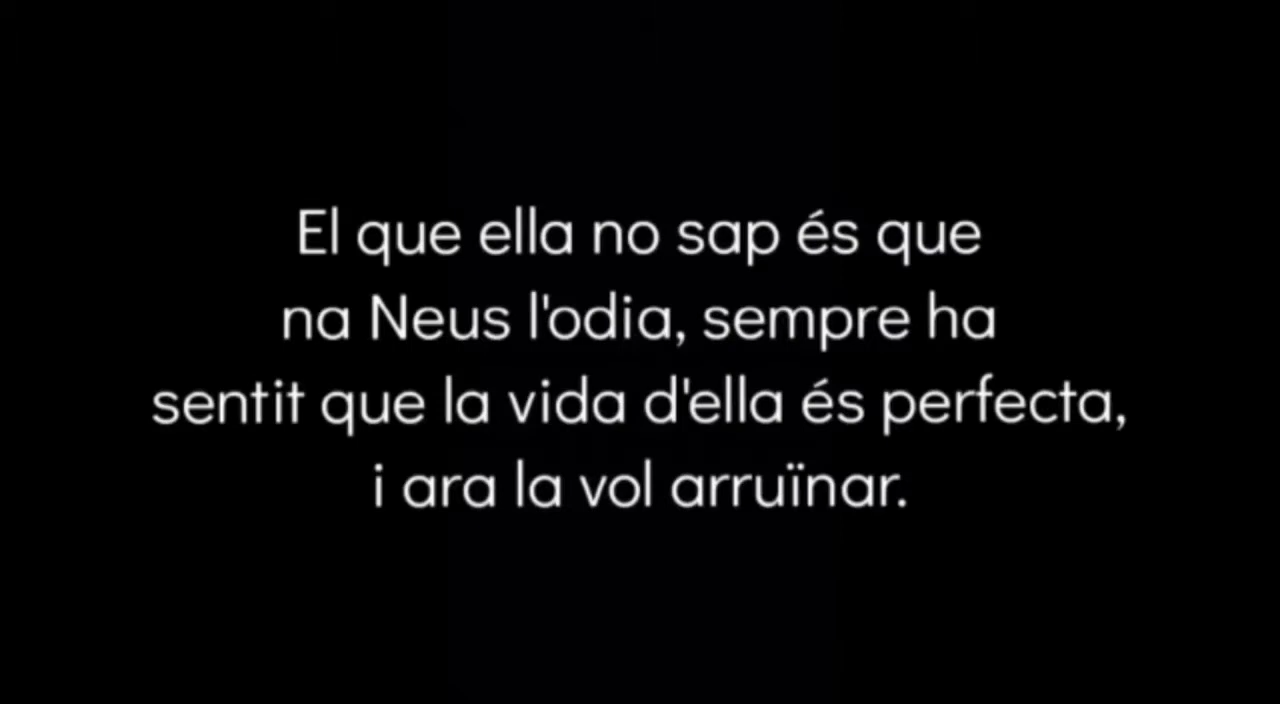 El que ella no sap és que
na Neus l'odia, sempre ha
sentit que la vida d'ella és perfecta,
i ara la vol arruïnar.